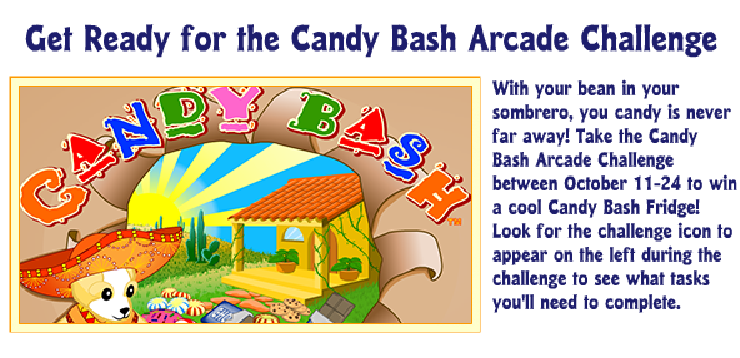 Get Ready for the Candy Bash Arcade Challenge
CANDY BASH™
With your bean in your
sombrero, you candy is never
far away! Take the Candy
Bash Arcade Challenge
between October 11-24 to win
a cool Candy Bash Fridge!
Look for the challenge icon to
appear on the left during the
challenge to see what tasks
you'll need to complete.